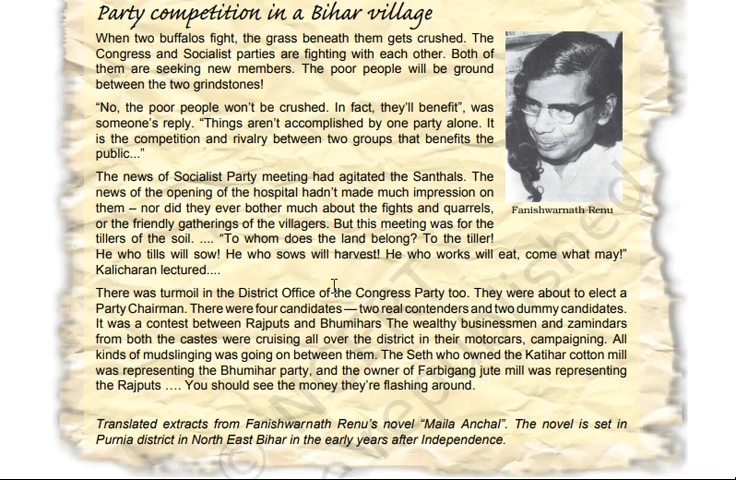 Party competition in a Bihar village
When two buffalos fight, the grass beneath them gets crushed. The
Congress and Socialist parties are fighting with each other. Both of
them are seeking new members. The poor people will be ground
between the two grindstones!
“No, the poor people won’t be crushed. In fact, they’ll benefit”, was
someone’s reply. “Things aren’t accomplished by one party alone. It
is the competition and rivalry between two groups that benefits the
public...”
The news of Socialist Party meeting had agitated the Santhals. The
news of the opening of the hospital hadn’t made much impression on
them – nor did they ever bother much about the fights and quarrels,
or the friendly gatherings of the villagers. But this meeting was for the
tillers of the soil. .... “To whom does the land belong? To the tiller!
He who tills will sow! He who sows will harvest! He who works will eat, come what may!”
Kalicharan lectured....
Fanishwarnath Renu
There was turmoil in the District Office of the Congress Party too. They were about to elect a
Party Chairman. There were four candidates — two real contenders and two dummy candidates.
It was a contest between Rajputs and Bhumihars The wealthy businessmen and zamindars
from both the castes were cruising all over the district in their motorcars, campaigning. All
kinds of mudslinging was going on between them. The Seth who owned the Katihar cotton mill
was representing the Bhumihar party, and the owner of Farbigang jute mill was representing
the Rajputs .... You should see the money they’re flashing around.
Translated extracts from Fanishwarnath Renu’s novel “Maila Anchal”. The novel is set in
Purnia district in North East Bihar in the early years after Independence.